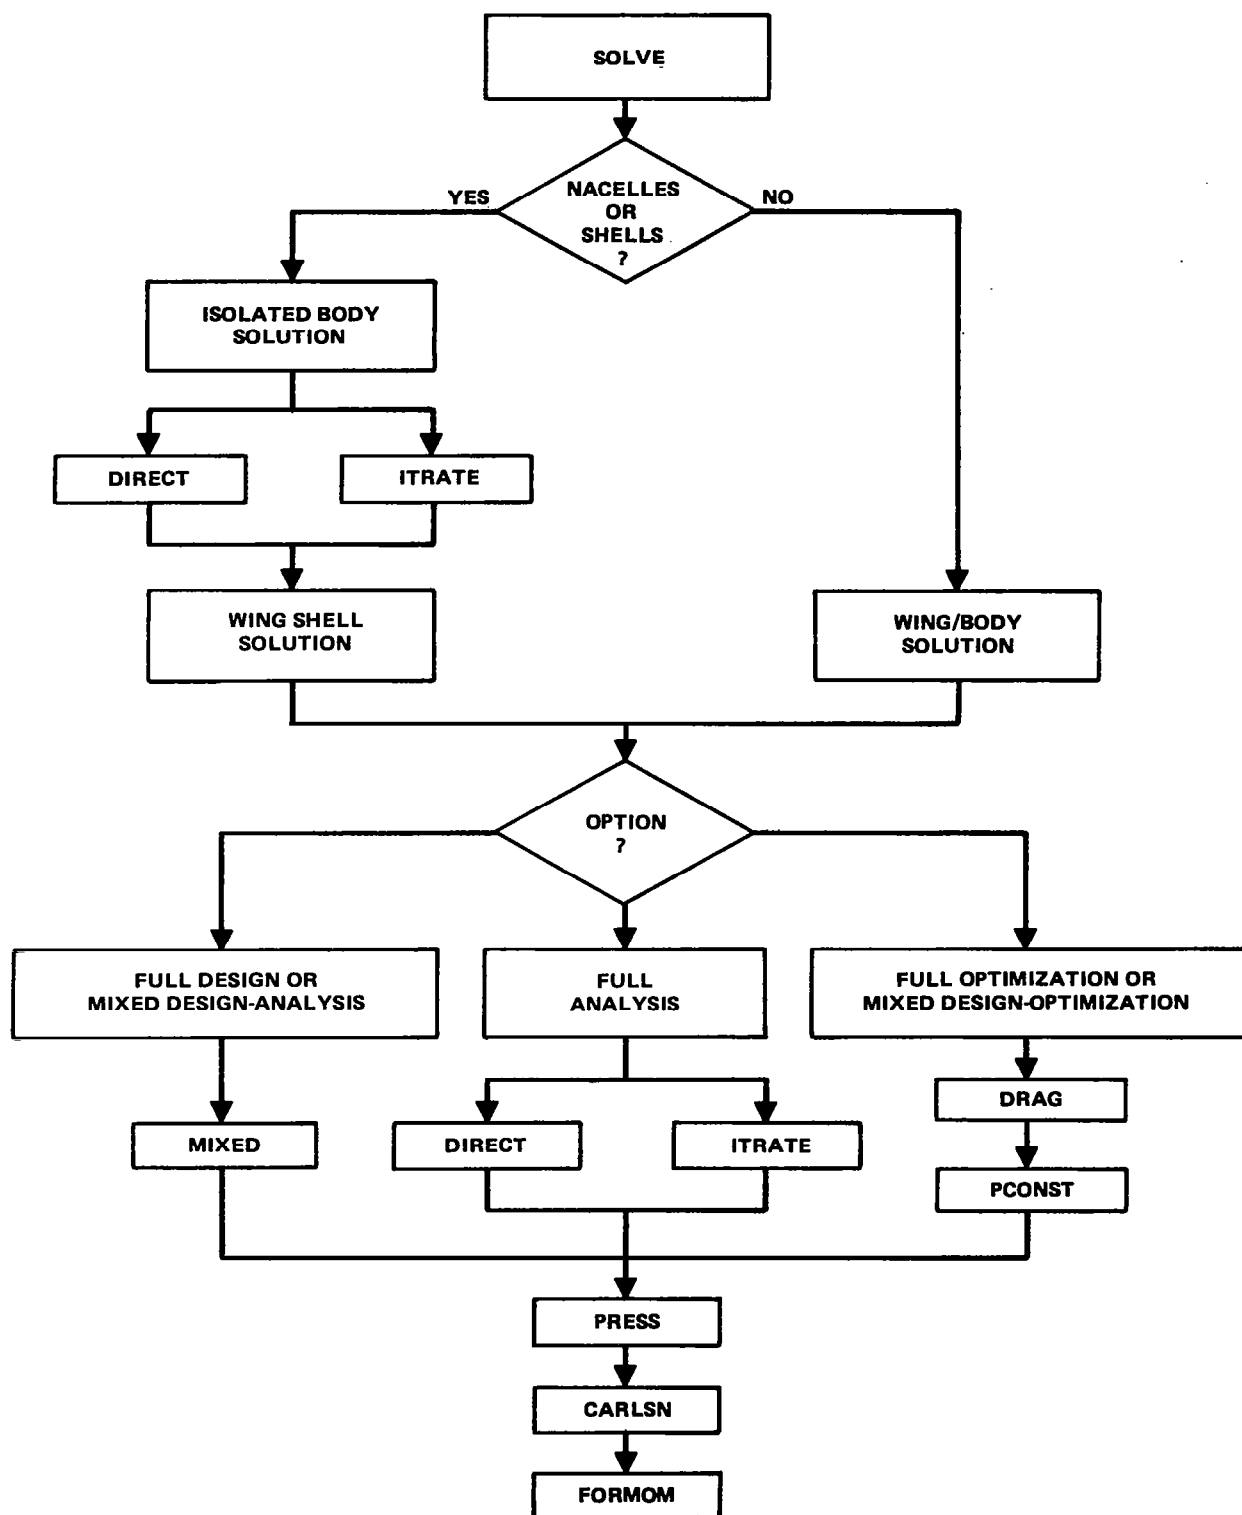 SOLVE
NACELLES
OR
SHELLS
?
YES
NO
ISOLATED BODY
SOLUTION
DIRECT
ITRATE
WING SHELL
SOLUTION
WING/BODY
SOLUTION
OPTION
?
FULL DESIGN OR
MIXED DESIGN-ANALYSIS
FULL
ANALYSIS
FULL OPTIMIZATION OR
MIXED DESIGN-OPTIMIZATION
MIXED
DIRECT
ITRATE
DRAG
PCONST
PRESS
CARLSN
FORMOM